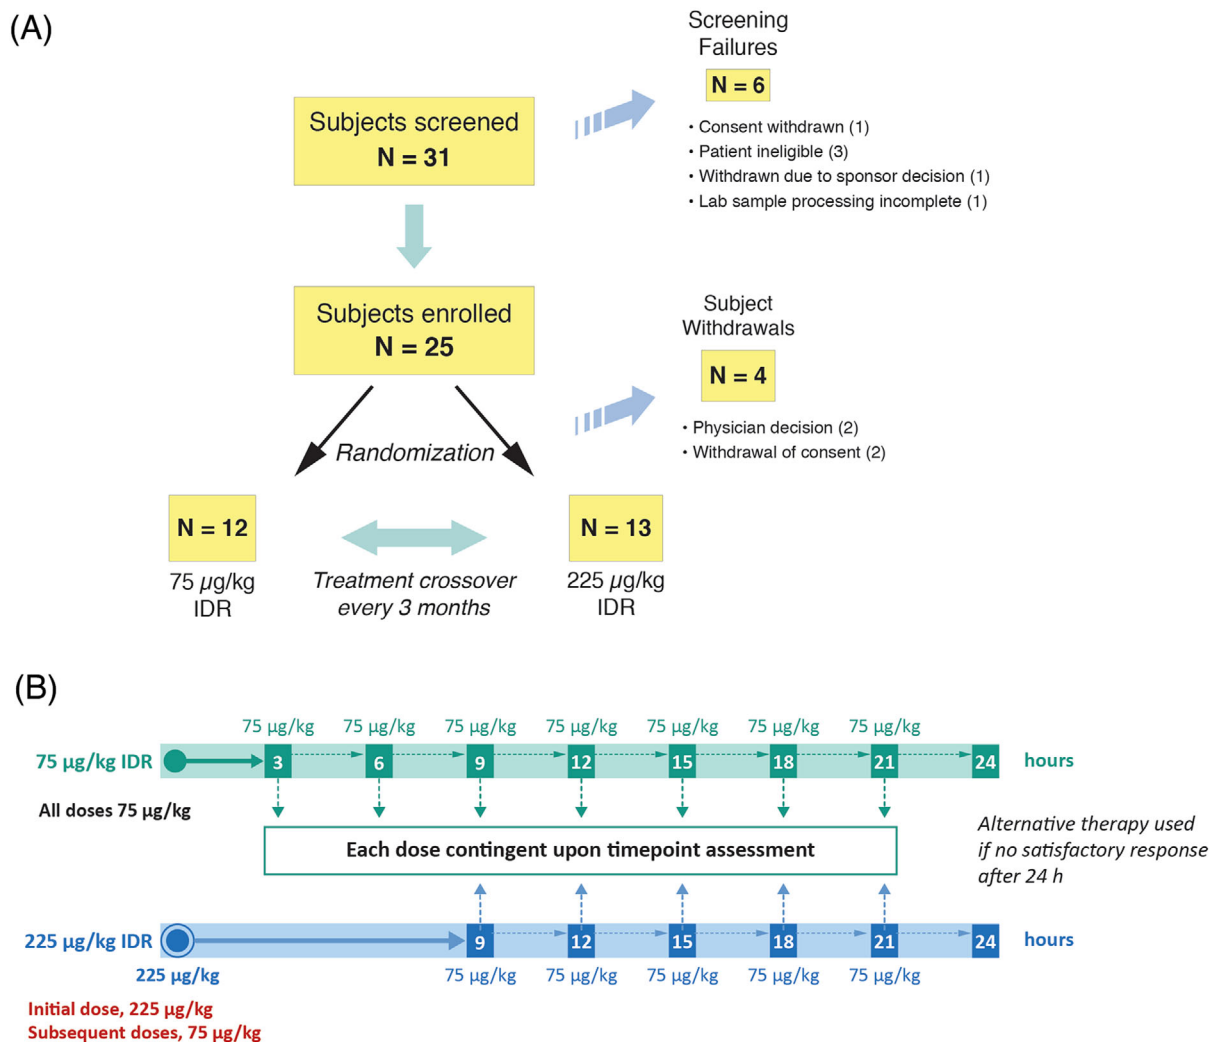 (A)
Subjects screened
N = 31
Screening
Failures
N = 6
• Consent withdrawn (1)
• Patient ineligible (3)
• Withdrawn due to sponsor decision (1)
• Lab sample processing incomplete (1)
Subjects enrolled
N = 25
Subject
Withdrawals
N = 4
• Physician decision (2)
• Withdrawal of consent (2)
Randomization
N = 12
75 µg/kg
IDR
Treatment crossover
every 3 months
N = 13
225 µg/kg
IDR
(B)
75 µg/kg 75 µg/kg 75 µg/kg 75 µg/kg 75 µg/kg 75 µg/kg 75 µg/kg
75 µg/kg IDR 3 6 9 12 15 18 21 24 hours
All doses 75 µg/kg
Each dose contingent upon timepoint assessment
Alternative therapy used
if no satisfactory response
after 24 h
225 µg/kg IDR 9 12 15 18 21 24 hours
225 µg/kg 75 µg/kg 75 µg/kg 75 µg/kg 75 µg/kg 75 µg/kg
Initial dose, 225 µg/kg
Subsequent doses, 75 µg/kg